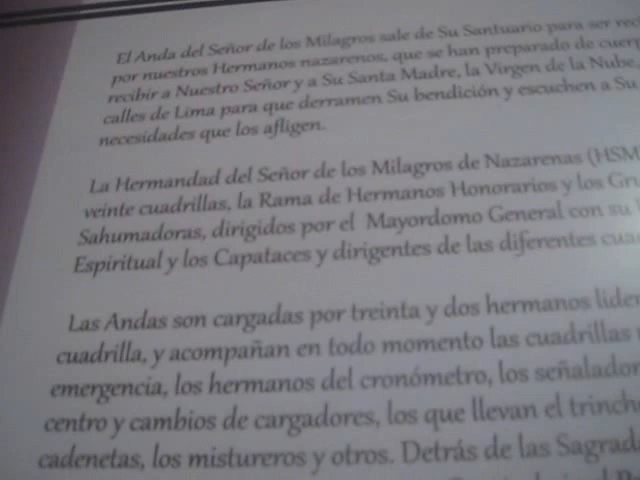 El Anda del Señor de los Milagros sale de Su Santuario para ser
por nuestros Hermanos nazarenos, que se han preparado de
recibir a Nuestro Señor y a Su Santa Madre, la Virgen de la Nube,
calles de Lima para que derramen Su bendición y escuchen a Su
necesidades que los afligen.
La Hermandad del Señor de los Milagros de Nazarenas (HSM
veinte cuadrillas, la Rama de Hermanos Honorarios y los
Sahumadoras, dirigidos por el Mayordomo General con su
Espiritual y los Capataces y dirigentes de las diferentes
Las Andas son cargadas por treinta y dos hermanos
cuadrilla, y acompañan en todo momento las cuadrillas
emergencia, los hermanos del cronómetro, los
centro y cambios de cargadores, los que llevan el
cadenetas, los mistureros y otros. Detrás de las